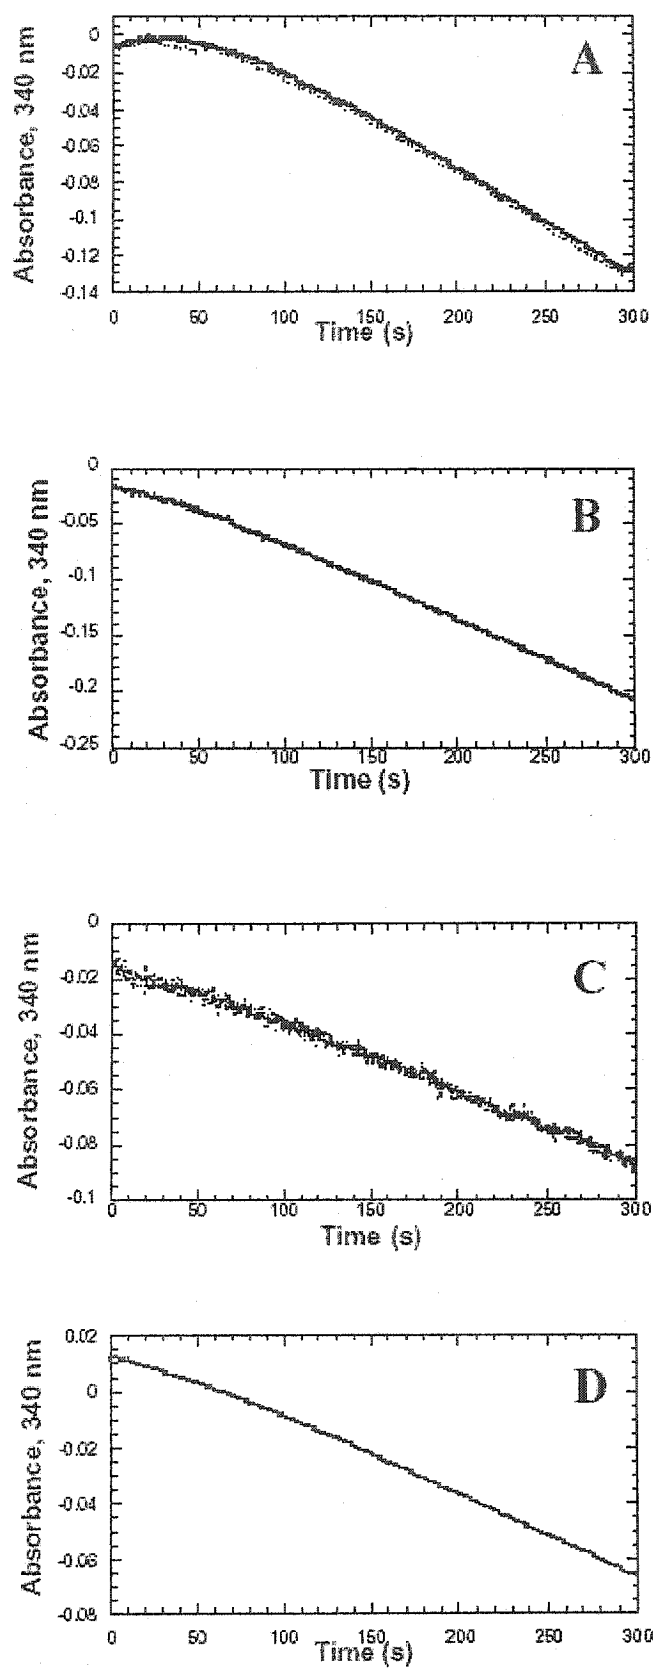 0
-0.02
-0.04
-0.06
-0.08
-0.1
-0.12
-0.14
Absorbance, 340 nm
A
0 50 100 150 200 250 300
Time (s)
0
-0.05
-0.1
-0.15
-0.2
-0.25
Absorbance, 340 nm
B
0 50 100 150 200 250 300
Time (s)
0
-0.02
-0.04
-0.06
-0.08
-0.1
Absorbance, 340 nm
C
0 50 100 150 200 250 300
Time (s)
0.02
0
-0.02
-0.04
-0.06
-0.08
Absorbance, 340 nm
D
0 50 100 150 200 250 300
Time (s)